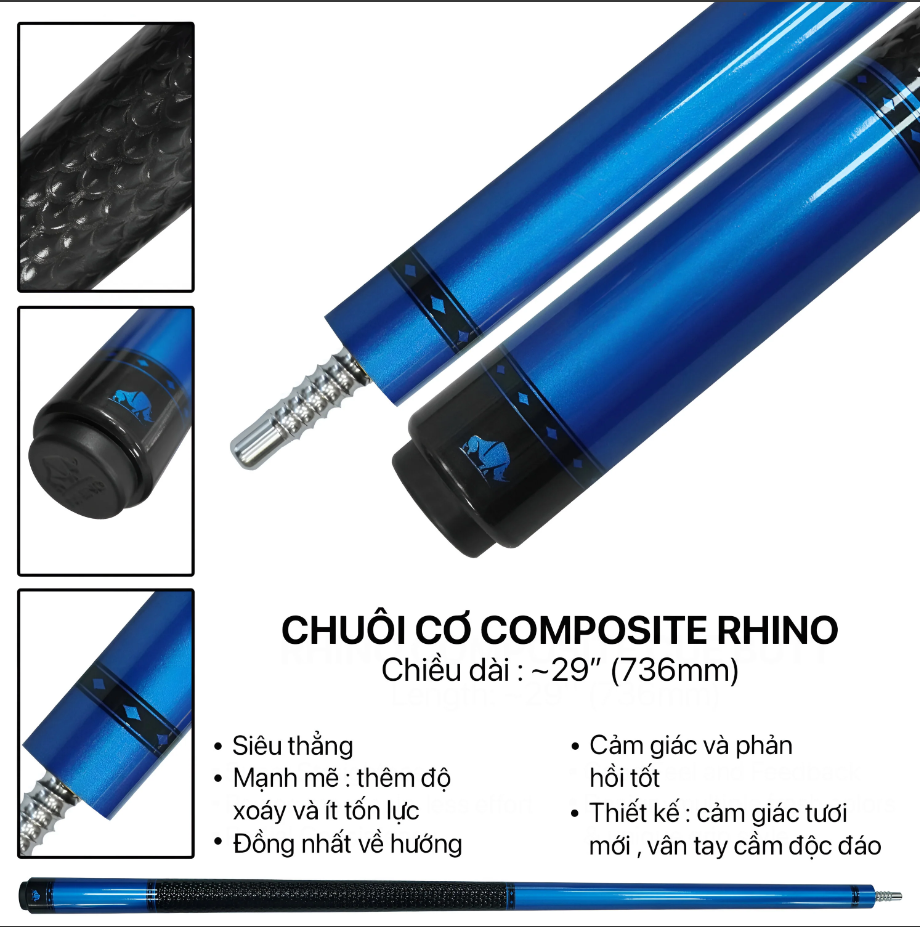 CHUÔI CƠ COMPOSITE RHINO
Chiều dài : ~29” (736mm)
• Siêu thẳng
• Mạnh mẽ : thêm độ
xoáy và ít tốn lực
• Đồng nhất về hướng
• Cảm giác và phản
hồi tốt
• Thiết kế : cảm giác tươi
mới , vân tay cầm độc đáo